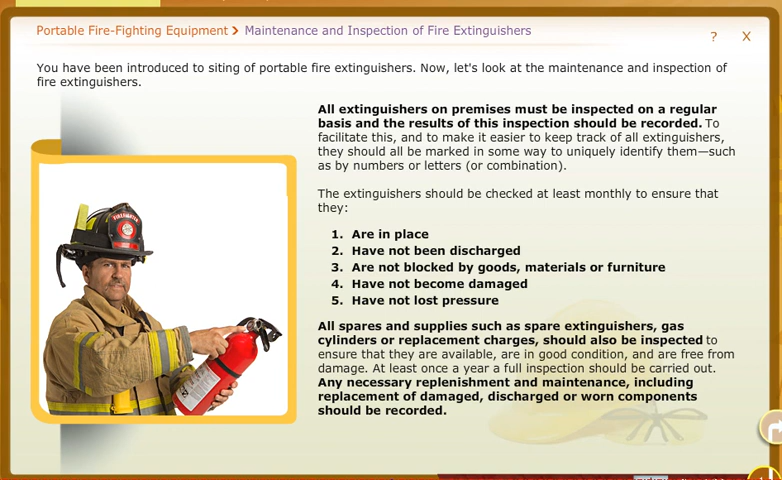 Portable Fire-Fighting Equipment > Maintenance and Inspection of Fire Extinguishers
? X
You have been introduced to siting of portable fire extinguishers. Now, let's look at the maintenance and inspection of
fire extinguishers.
All extinguishers on premises must be inspected on a regular
basis and the results of this inspection should be recorded. To
facilitate this, and to make it easier to keep track of all extinguishers,
they should all be marked in some way to uniquely identify them—such
as by numbers or letters (or combination).
The extinguishers should be checked at least monthly to ensure that
they:
1. Are in place
2. Have not been discharged
3. Are not blocked by goods, materials or furniture
4. Have not become damaged
5. Have not lost pressure
All spares and supplies such as spare extinguishers, gas
cylinders or replacement charges, should also be inspected to
ensure that they are available, are in good condition, and are free from
damage. At least once a year a full inspection should be carried out.
Any necessary replenishment and maintenance, including
replacement of damaged, discharged or worn components
should be recorded.
FIREFIGHTER